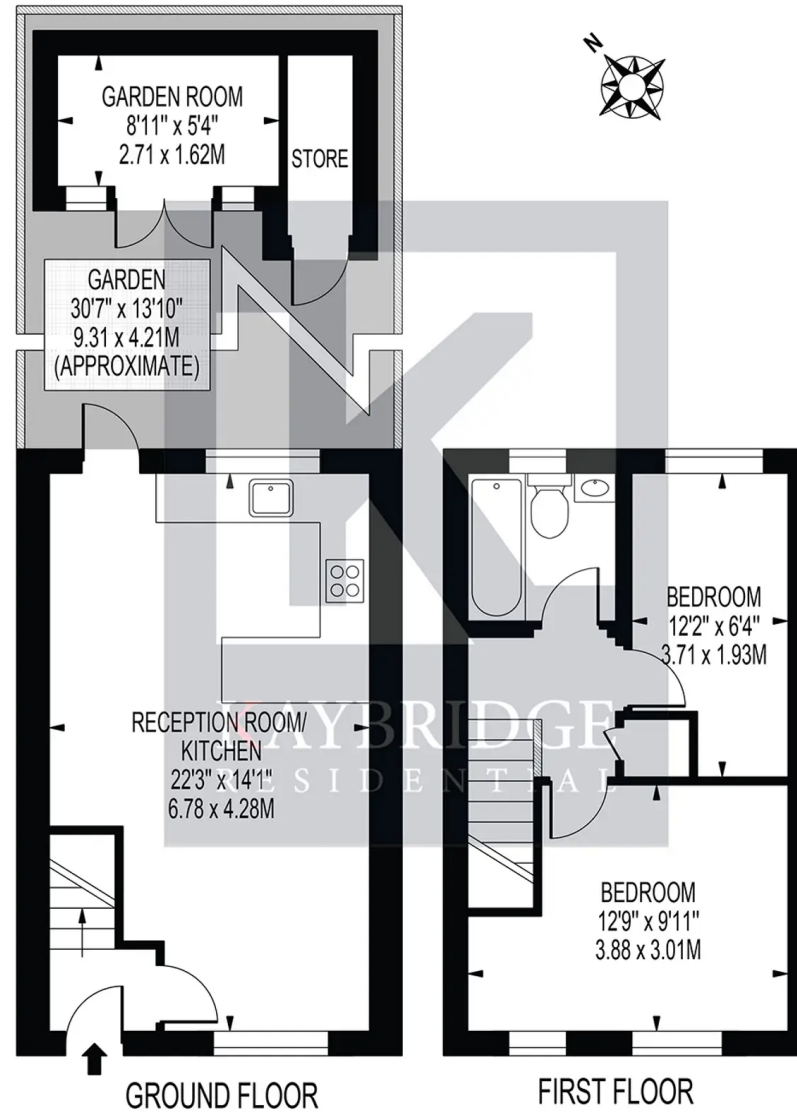 N
GARDEN ROOM
8'11" x 5'4"
2.71 x 1.62M
STORE
GARDEN
30'7" x 13'10"
9.31 x 4.21M
(APPROXIMATE)
RECEPTION ROOM/
KITCHEN
22'3" x 14'1"
6.78 x 4.28M
BEDROOM
12'2" x 6'4"
3.71 x 1.93M
KAYBRIDGE
RESIDENTIAL
BEDROOM
12'9" x 9'11"
3.88 x 3.01M
GROUND FLOOR
FIRST FLOOR